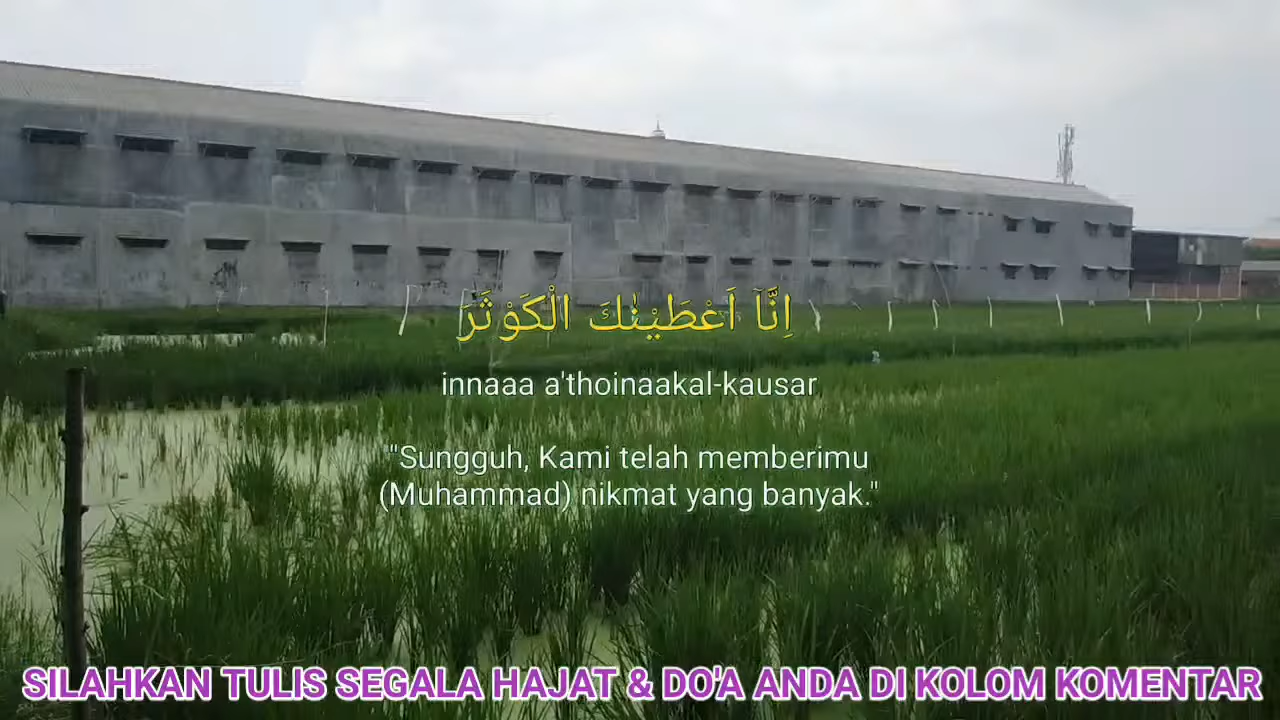 اِنَّآ اَعْطَيْنٰكَ الْكَوْثَرَ
innaaa a'thoinaakal-kausar
"Sungguh, Kami telah memberimu
(Muhammad) nikmat yang banyak."
SILAHKAN TULIS SEGALA HAJAT & DO'A ANDA DI KOLOM KOMENTAR